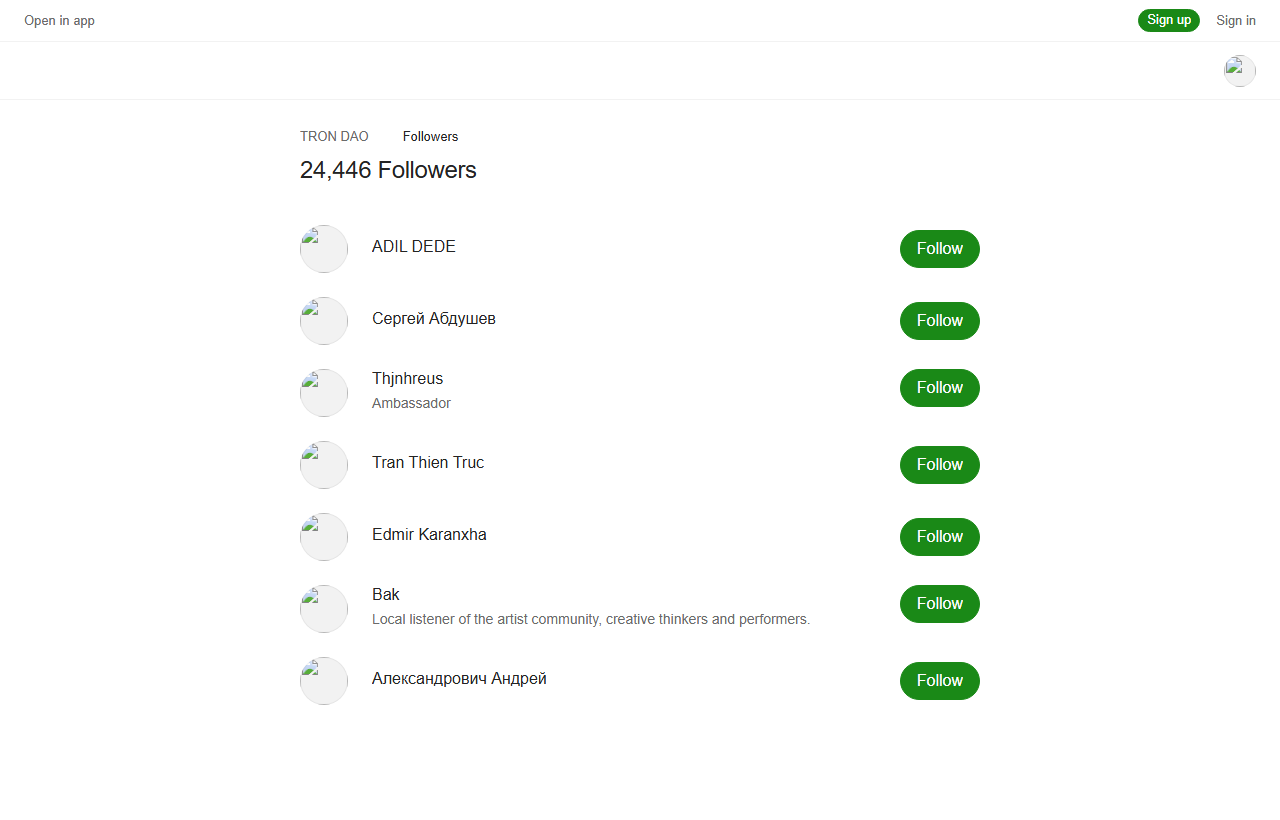 Open in app
Sign up
Sign in
TRON DAO
Followers
24,446 Followers
ADIL DEDE
Follow
Сергей Абдушев
Follow
Thjnhreus
Ambassador
Follow
Tran Thien Truc
Follow
Edmir Karanxha
Follow
Bak
Local listener of the artist community, creative thinkers and performers.
Follow
Александрович Андрей
Follow